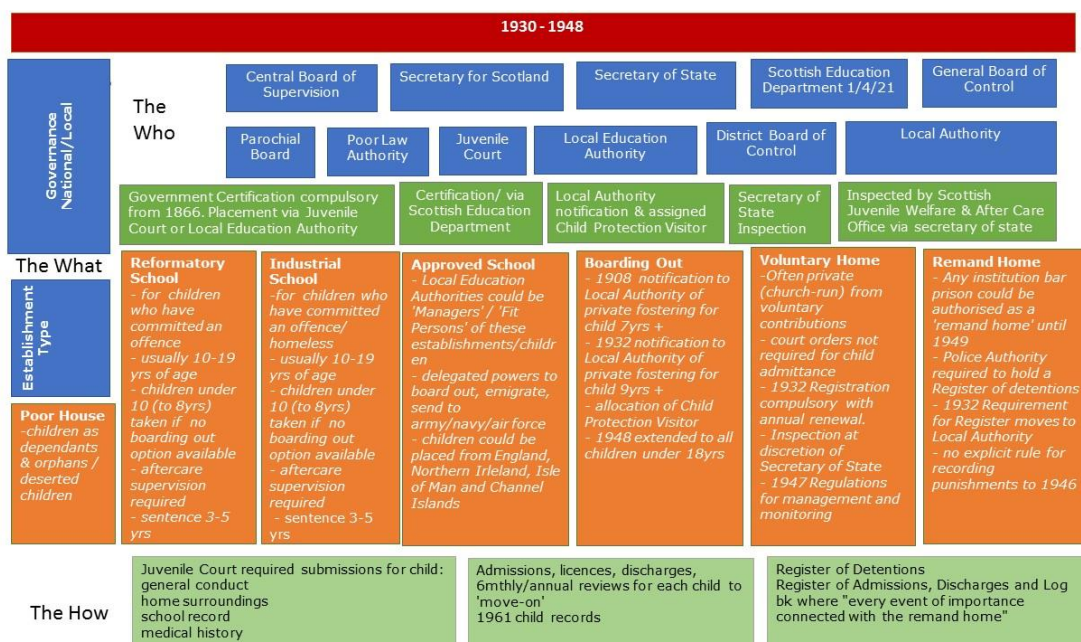 1930 - 1948
Governance
National/Local
The
Who
Central Board of
Supervision
Secretary for Scotland
Secretary of State
Scottish Education
Department 1/4/21
General Board of
Control
Parochial
Board
Poor Law
Authority
Juvenile
Court
Local Education
Authority
District Board of
Control
Local Authority
Government Certification compulsory
from 1866. Placement via Juvenile
Court or Local Education Authority
Certification/ via
Scottish Education
Department
Local Authority
notification & assigned
Child Protection Visitor
Secretary of
State
Inspection
Inspected by Scottish
Juvenile Welfare & After Care
Office via secretary of state
The What
Establishment
Type
Poor House
-children as
dependants
& orphans /
deserted
children
Reformatory
School
- for children
who have
committed an
offence
- usually 10-19
yrs of age
- children under
10 (to 8yrs)
taken if no
boarding out
option available
- aftercare
supervision
required
- sentence 3-5
yrs
Industrial
School
-for children who
have committed
an offence/
homeless
- usually 10-19
yrs of age
- children under
10 (to 8yrs)
taken if no
boarding out
option available
- aftercare
supervision
required
- sentence 3-5
yrs
Approved School
- Local Education
Authorities could be
'Managers' / 'Fit
Persons' of these
establishments/child
ren
- delegated powers to
board out, emigrate,
send to
army/navy/air force
- children could be
placed from England,
Northern Irleland, Isle
of Man and Channel
Islands
Boarding Out
- 1908 notification to
Local Authority of
private fostering for
child 7yrs +
- 1932 notification to
Local Authority of
private fostering for
child 9yrs +
- allocation of Child
Protection Visitor
- 1948 extended to all
children under 18yrs
Voluntary Home
-Often private
(church-run) from
voluntary
contributions
- court orders not
required for child
admittance
- 1932 Registration
compulsory with
annual renewal.
- Inspection at
discretion of
Secretary of State
- 1947 Regulations
for management and
monitoring
Remand Home
- Any institution bar
prison could be
authorised as a
'remand home' until
1949
- Police Authority
required to hold a
Register of detentions
- 1932 Requirement
for Register moves to
Local Authority
- no explicit rule for
recording
punishments to 1946
The How
Juvenile Court required submissions for child:
general conduct
home surroundings
school record
medical history
Admissions, licences, discharges,
6mthly/annual reviews for each child to
'move-on'
1961 child records
Register of Detentions
Register of Admissions, Discharges and Log
bk where "every event of importance
connected with the remand home"